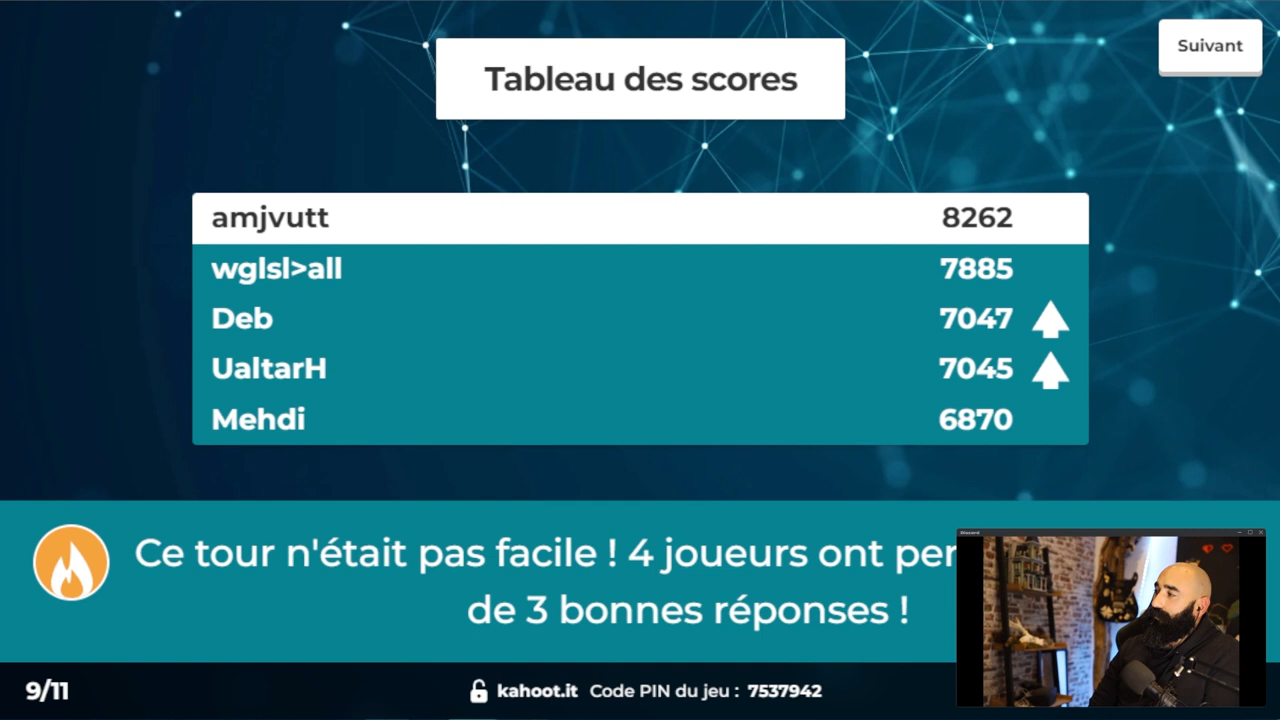 Suivant
Tableau des scores
amjvutt 8262
wglsl>all 7885
Deb 7047
UaltarH 7045
Mehdi 6870
Ce tour n'était pas facile ! 4 joueurs ont per
de 3 bonnes réponses !
9/11
kahoot.it Code PIN du jeu : 7537942